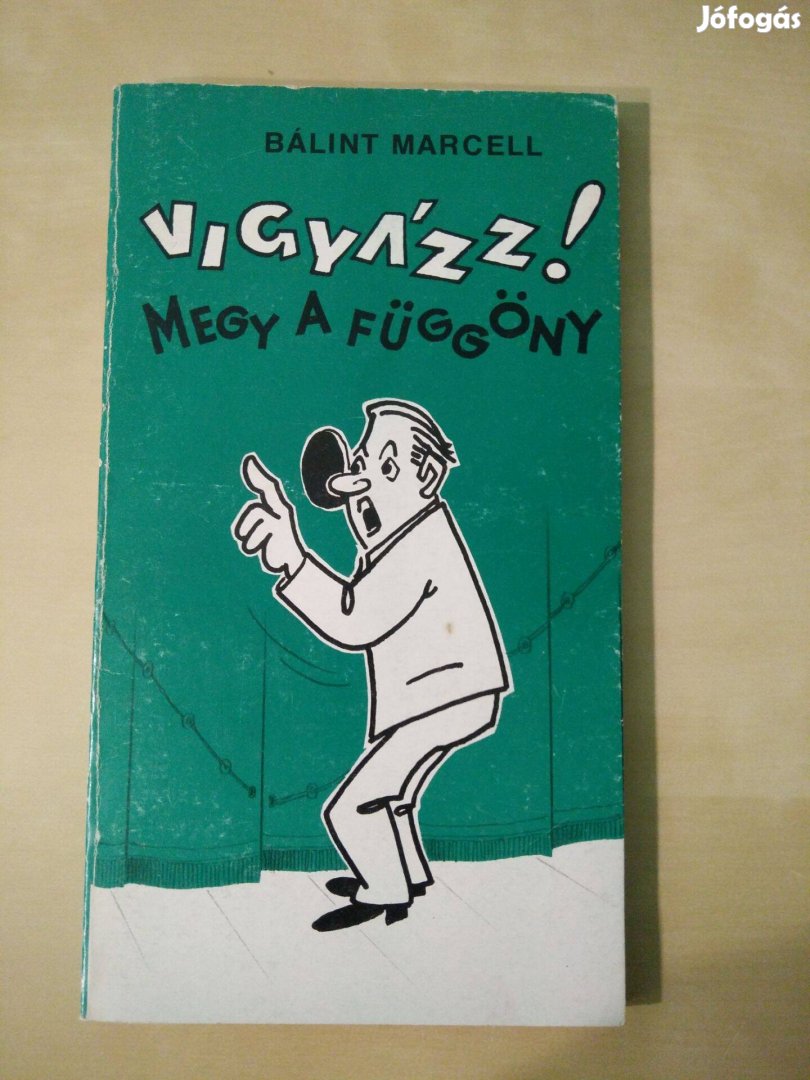 Jófogás
BÁLINT MARCELL
VIGYÁZZ!
MEGY A FÜGGÖNY